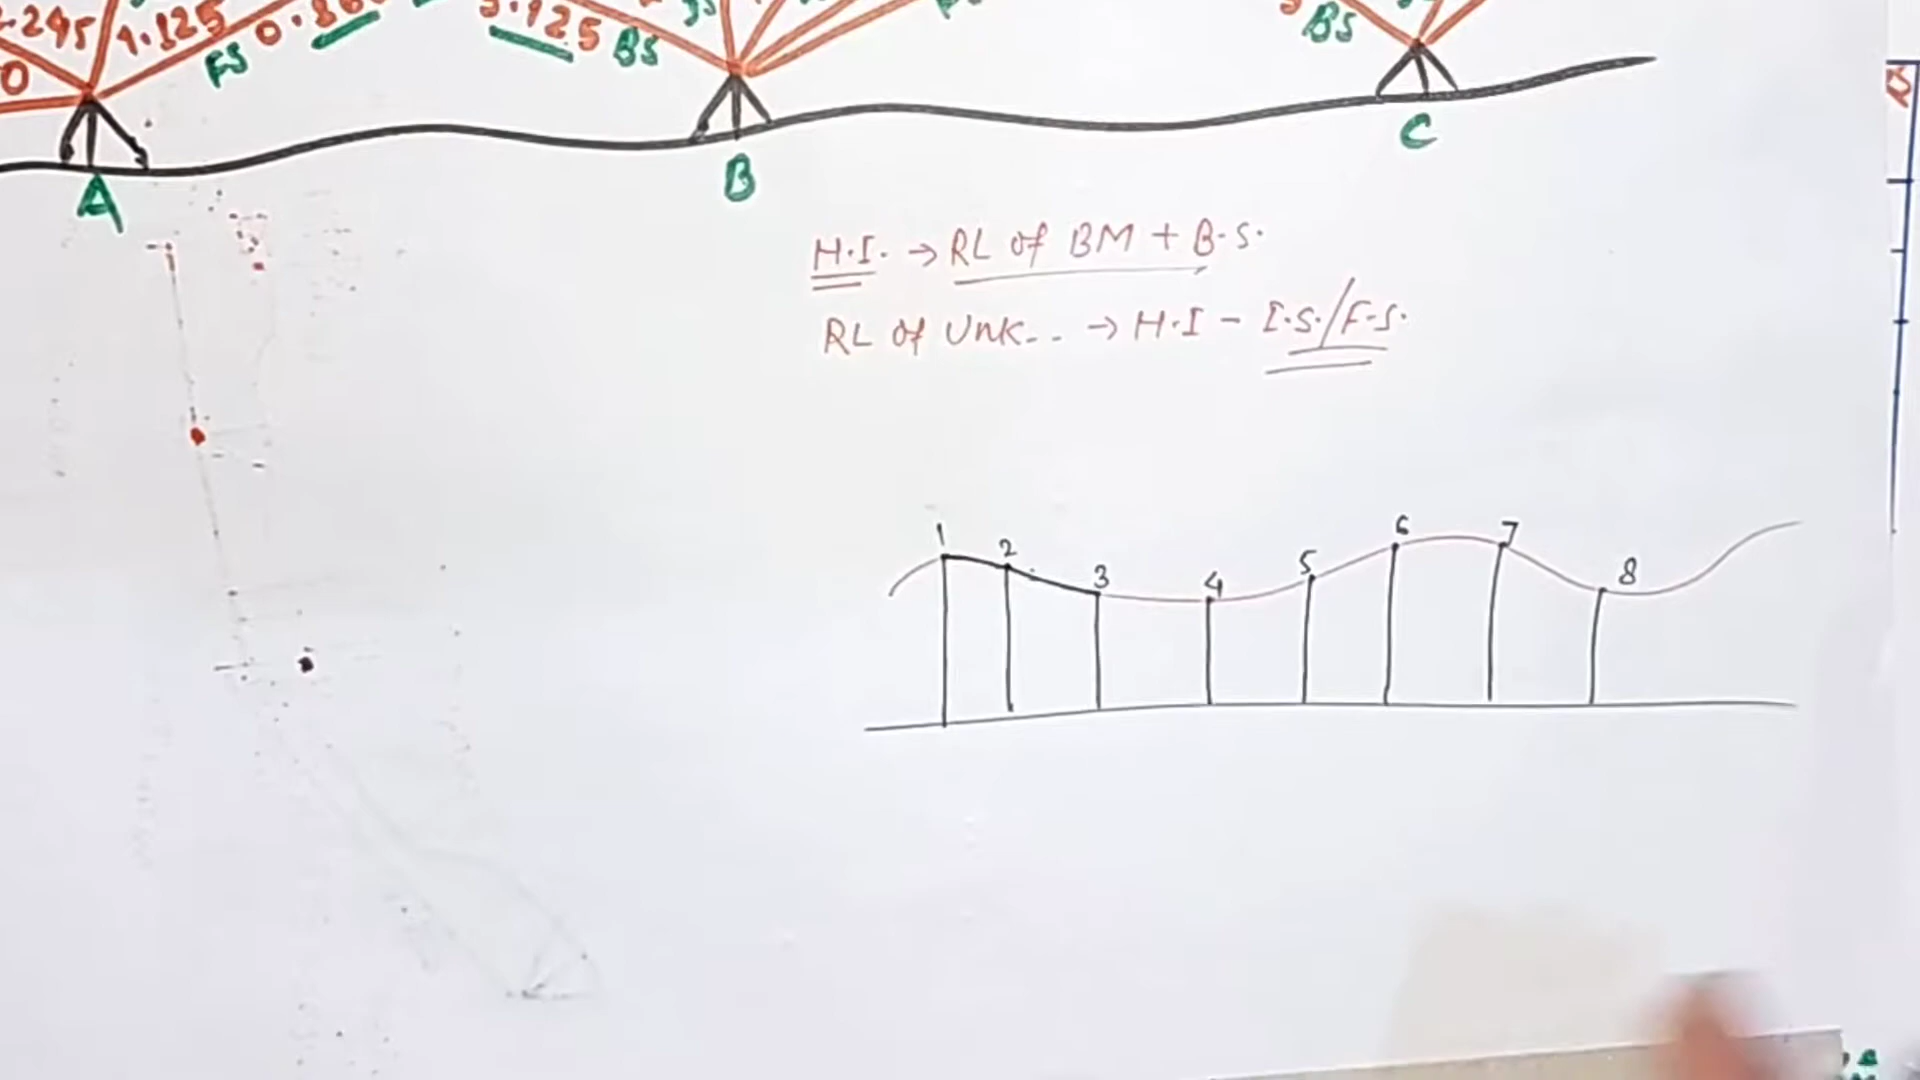 .245 1.125 FS 3.125 BS BS
0
A B C
H.I. → RL of BM + B.S.
RL of Unk.. → H.I - I.S./F.S.
1 2 3 4 5 6 7 8